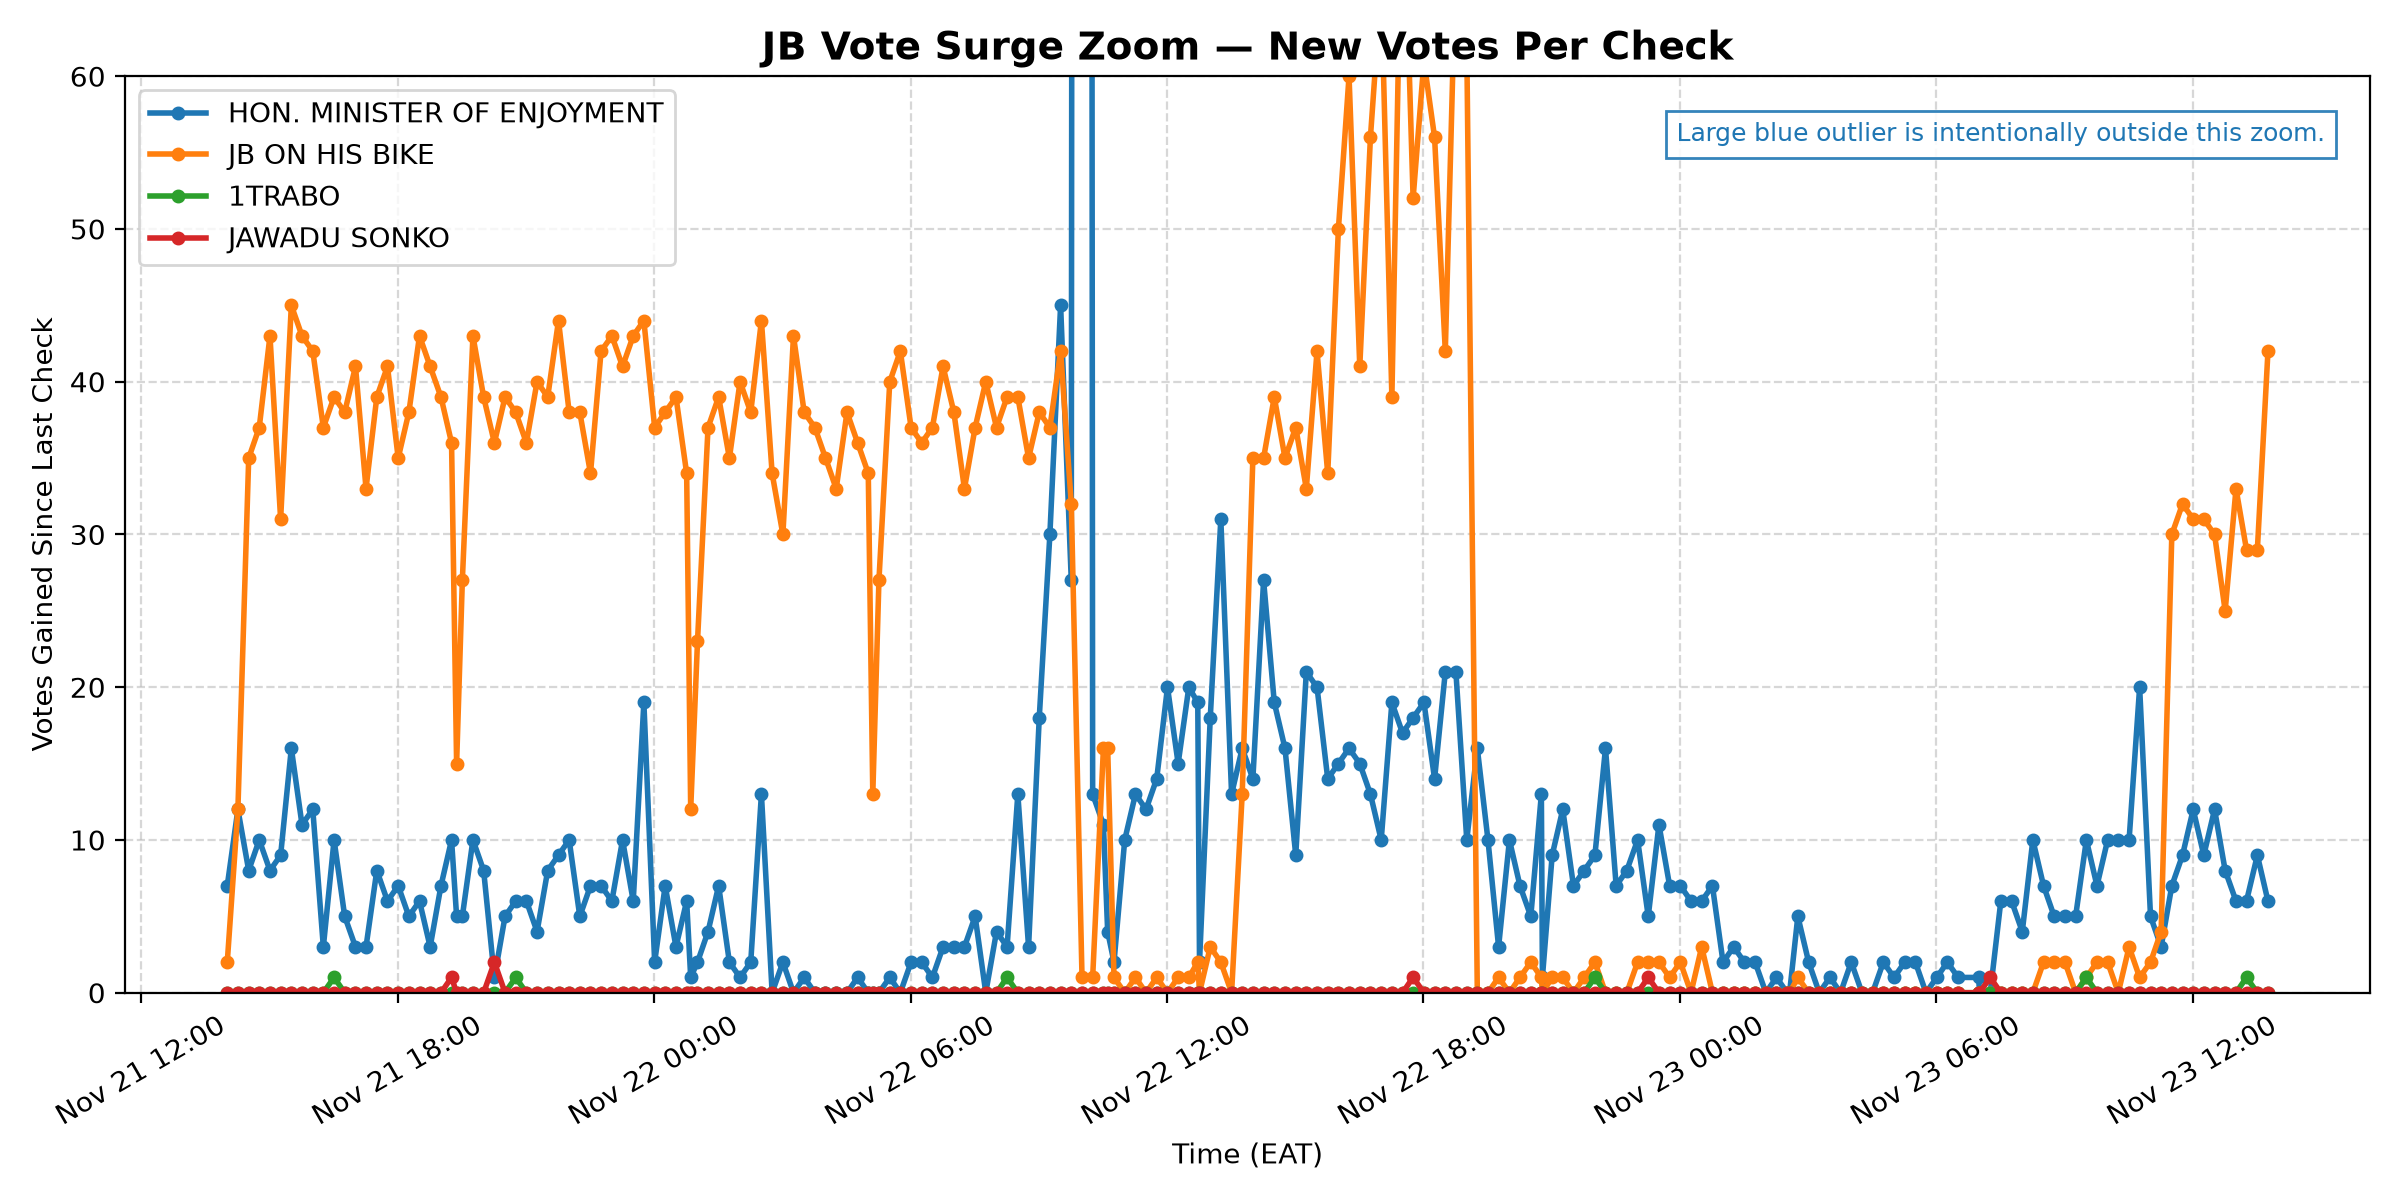 JB Vote Surge Zoom — New Votes Per Check
60
50
40
30
20
10
0
Votes Gained Since Last Check
HON. MINISTER OF ENJOYMENT
JB ON HIS BIKE
1TRABO
JAWADU SONKO
Large blue outlier is intentionally outside this zoom.
Nov 21 12:00
Nov 21 18:00
Nov 22 00:00
Nov 22 06:00
Nov 22 12:00
Nov 22 18:00
Nov 23 00:00
Nov 23 06:00
Nov 23 12:00
Time (EAT)